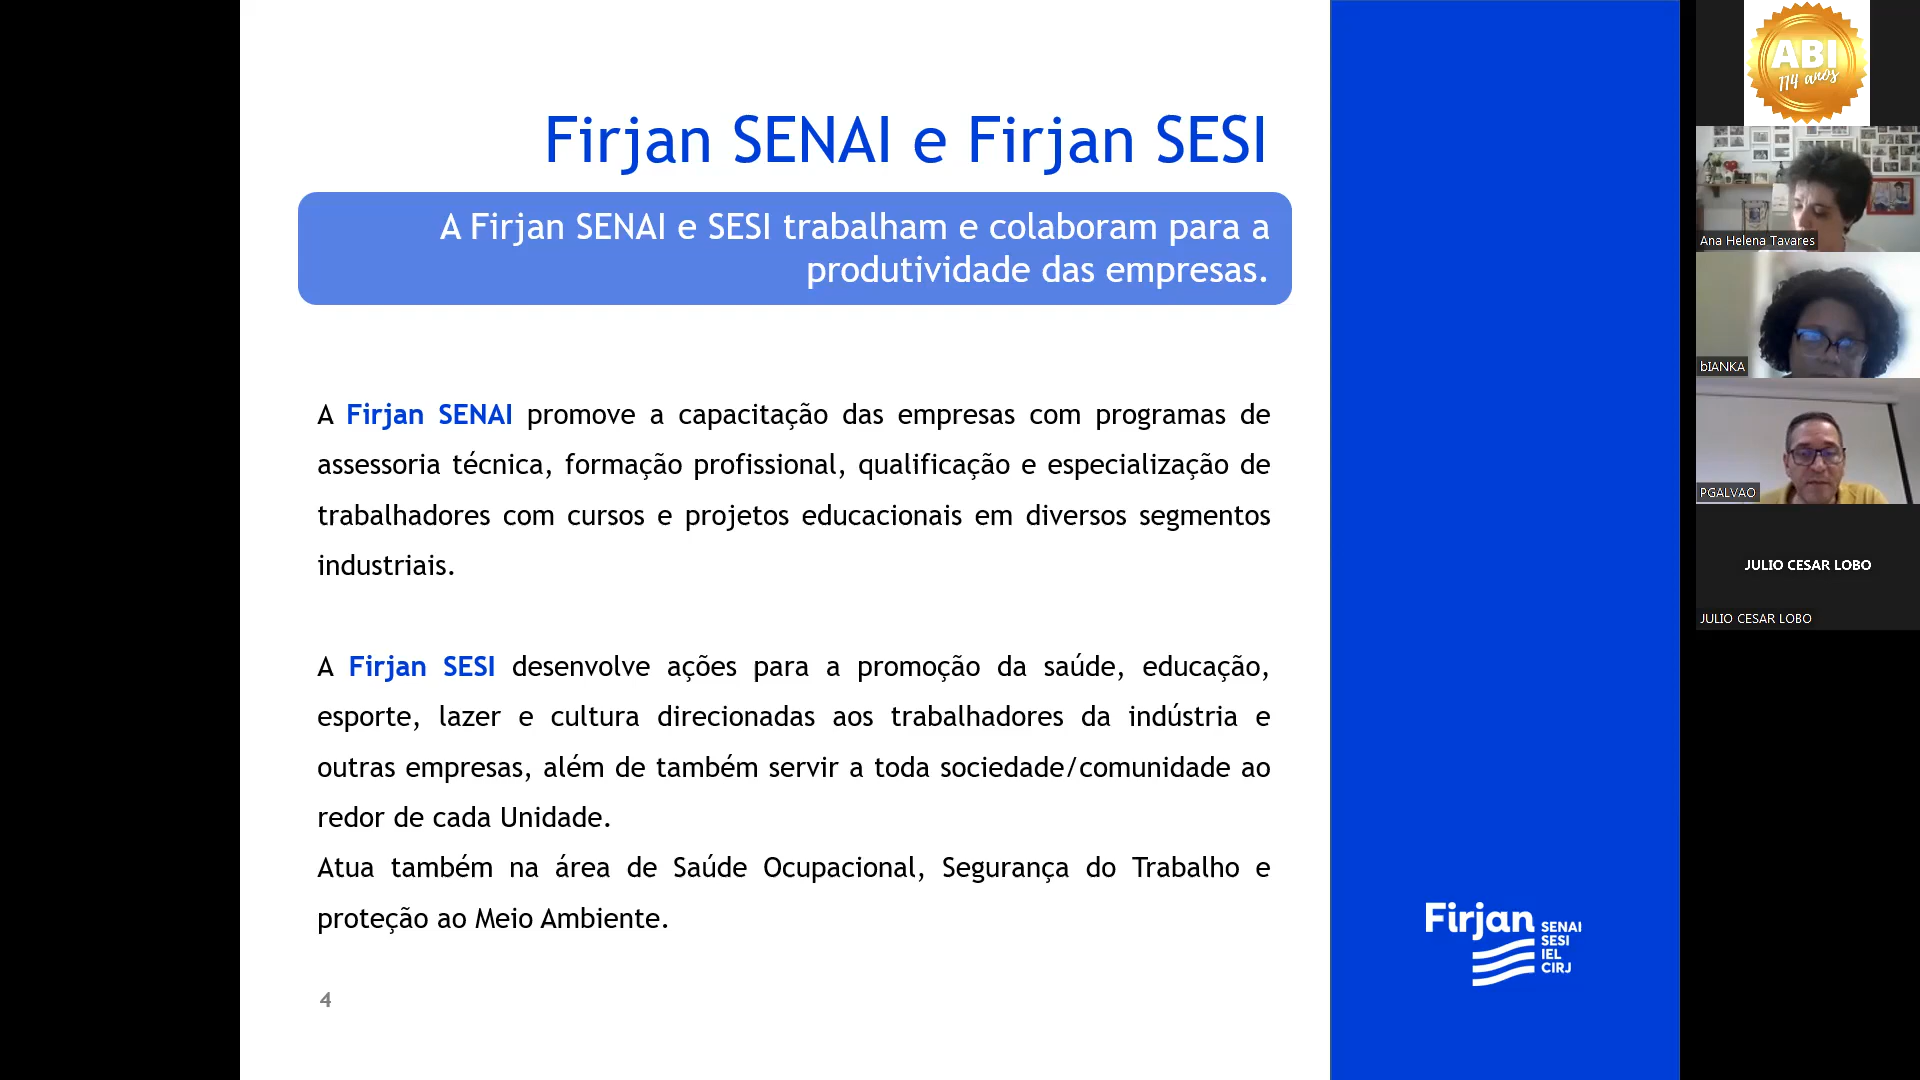 Firjan SENAI e Firjan SESI
A Firjan SENAI e SESI trabalham e colaboram para a
produtividade das empresas.
A Firjan SENAI promove a capacitação das empresas com programas de
assessoria técnica, formação profissional, qualificação e especialização de
trabalhadores com cursos e projetos educacionais em diversos segmentos
industriais.
A Firjan SESI desenvolve ações para a promoção da saúde, educação,
esporte, lazer e cultura direcionadas aos trabalhadores da indústria e
outras empresas, além de também servir a toda sociedade/comunidade ao
redor de cada Unidade.
Atua também na área de Saúde Ocupacional, Segurança do Trabalho e
proteção ao Meio Ambiente.
4
Firjan
SENAI
SESI
IEL
CIRJ
ABI
114 anos
Ana Helena Tavares
bIANKA
PGALVAO
JULIO CESAR LOBO
JULIO CESAR LOBO